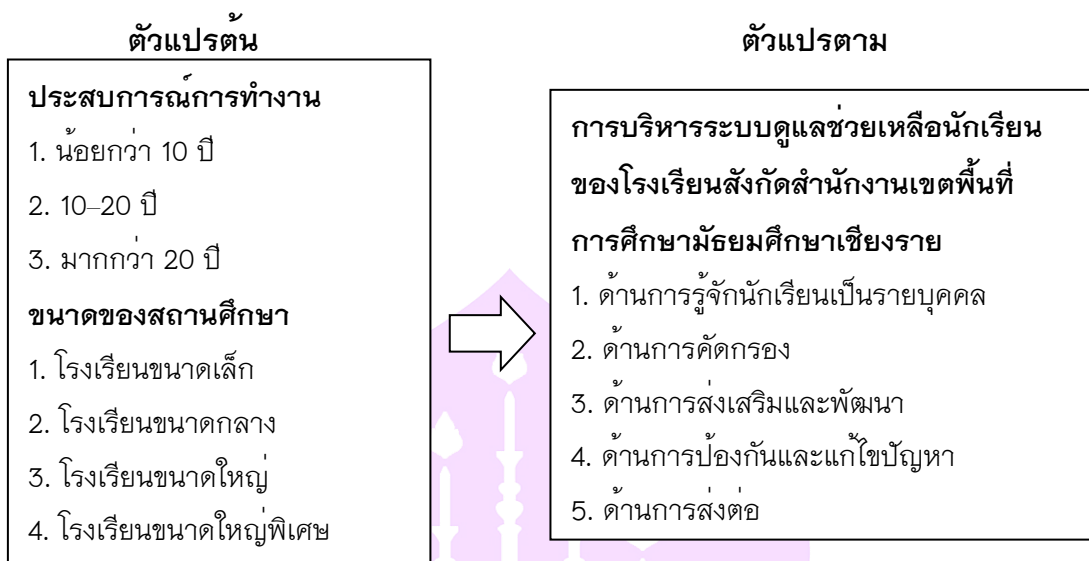 ตัวแปรต้น
ประสบการณ์การทำงาน
1. น้อยกว่า 10 ปี
2. 10–20 ปี
3. มากกว่า 20 ปี
ขนาดของสถานศึกษา
1. โรงเรียนขนาดเล็ก
2. โรงเรียนขนาดกลาง
3. โรงเรียนขนาดใหญ่
4. โรงเรียนขนาดใหญ่พิเศษ
ตัวแปรตาม
การบริหารระบบดูแลช่วยเหลือนักเรียน
ของโรงเรียนสังกัดสำนักงานเขตพื้นที่
การศึกษามัธยมศึกษาเชียงราย
1. ด้านการรู้จักนักเรียนเป็นรายบุคคล
2. ด้านการคัดกรอง
3. ด้านการส่งเสริมและพัฒนา
4. ด้านการป้องกันและแก้ไขปัญหา
5. ด้านการส่งต่อ